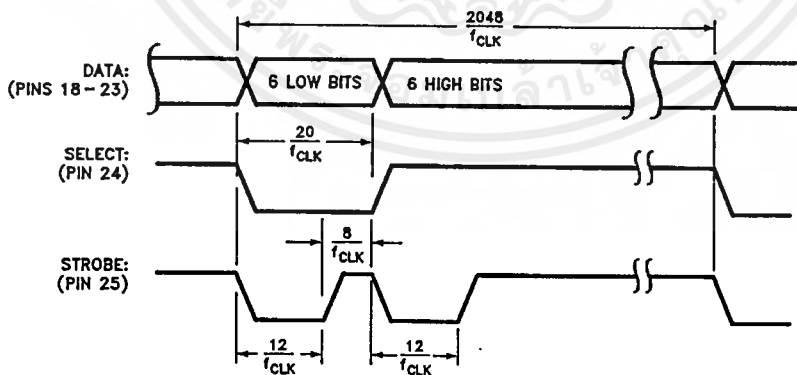 2048
fCLK
DATA:
(PINS 18-23)
6 LOW BITS
6 HIGH BITS
20
fCLK
SELECT:
(PIN 24)
8
fCLK
STROBE:
(PIN 25)
12
fCLK
12
fCLK